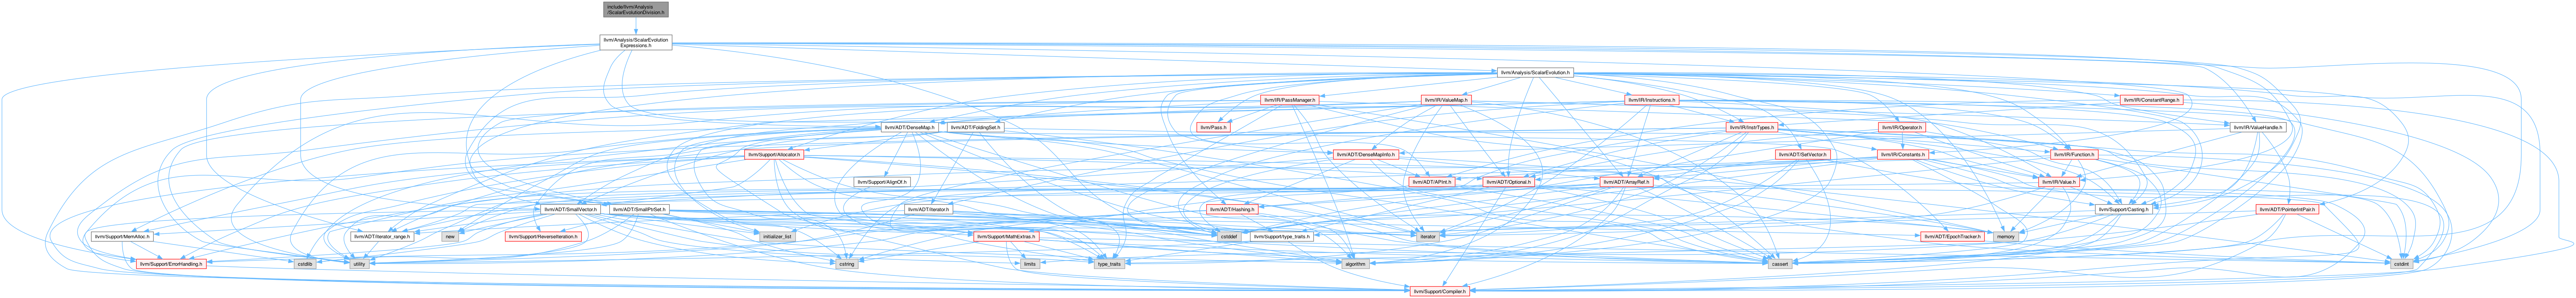 include/llvm/Analysis
/ScalarEvolutionDivision.h
llvm/Analysis/ScalarEvolution
Expressions.h
llvm/Analysis/ScalarEvolution.h
llvm/IR/PassManager.h
llvm/IR/ValueMap.h
llvm/IR/Instructions.h
llvm/IR/ConstantRange.h
llvm/ADT/DenseMap.h
llvm/ADT/FoldingSet.h
llvm/Pass.h
llvm/IR/InstrTypes.h
llvm/IR/Operator.h
llvm/IR/ValueHandle.h
llvm/Support/Allocator.h
llvm/ADT/DenseMapInfo.h
llvm/ADT/SetVector.h
llvm/IR/Constants.h
llvm/IR/Function.h
llvm/Support/AlignOf.h
llvm/ADT/APInt.h
llvm/ADT/Optional.h
llvm/ADT/ArrayRef.h
llvm/IR/Value.h
llvm/ADT/SmallVector.h
llvm/ADT/SmallPtrSet.h
llvm/ADT/iterator.h
llvm/ADT/Hashing.h
llvm/Support/Casting.h
llvm/ADT/PointerIntPair.h
llvm/Support/MemAlloc.h
llvm/ADT/iterator_range.h
new
llvm/Support/ReverseIteration.h
initializer_list
llvm/Support/MathExtras.h
cstddef
llvm/Support/type_traits.h
iterator
llvm/ADT/EpochTracker.h
memory
llvm/Support/ErrorHandling.h
cstdlib
utility
cstring
limits
type_traits
algorithm
cassert
cstdint
llvm/Support/Compiler.h